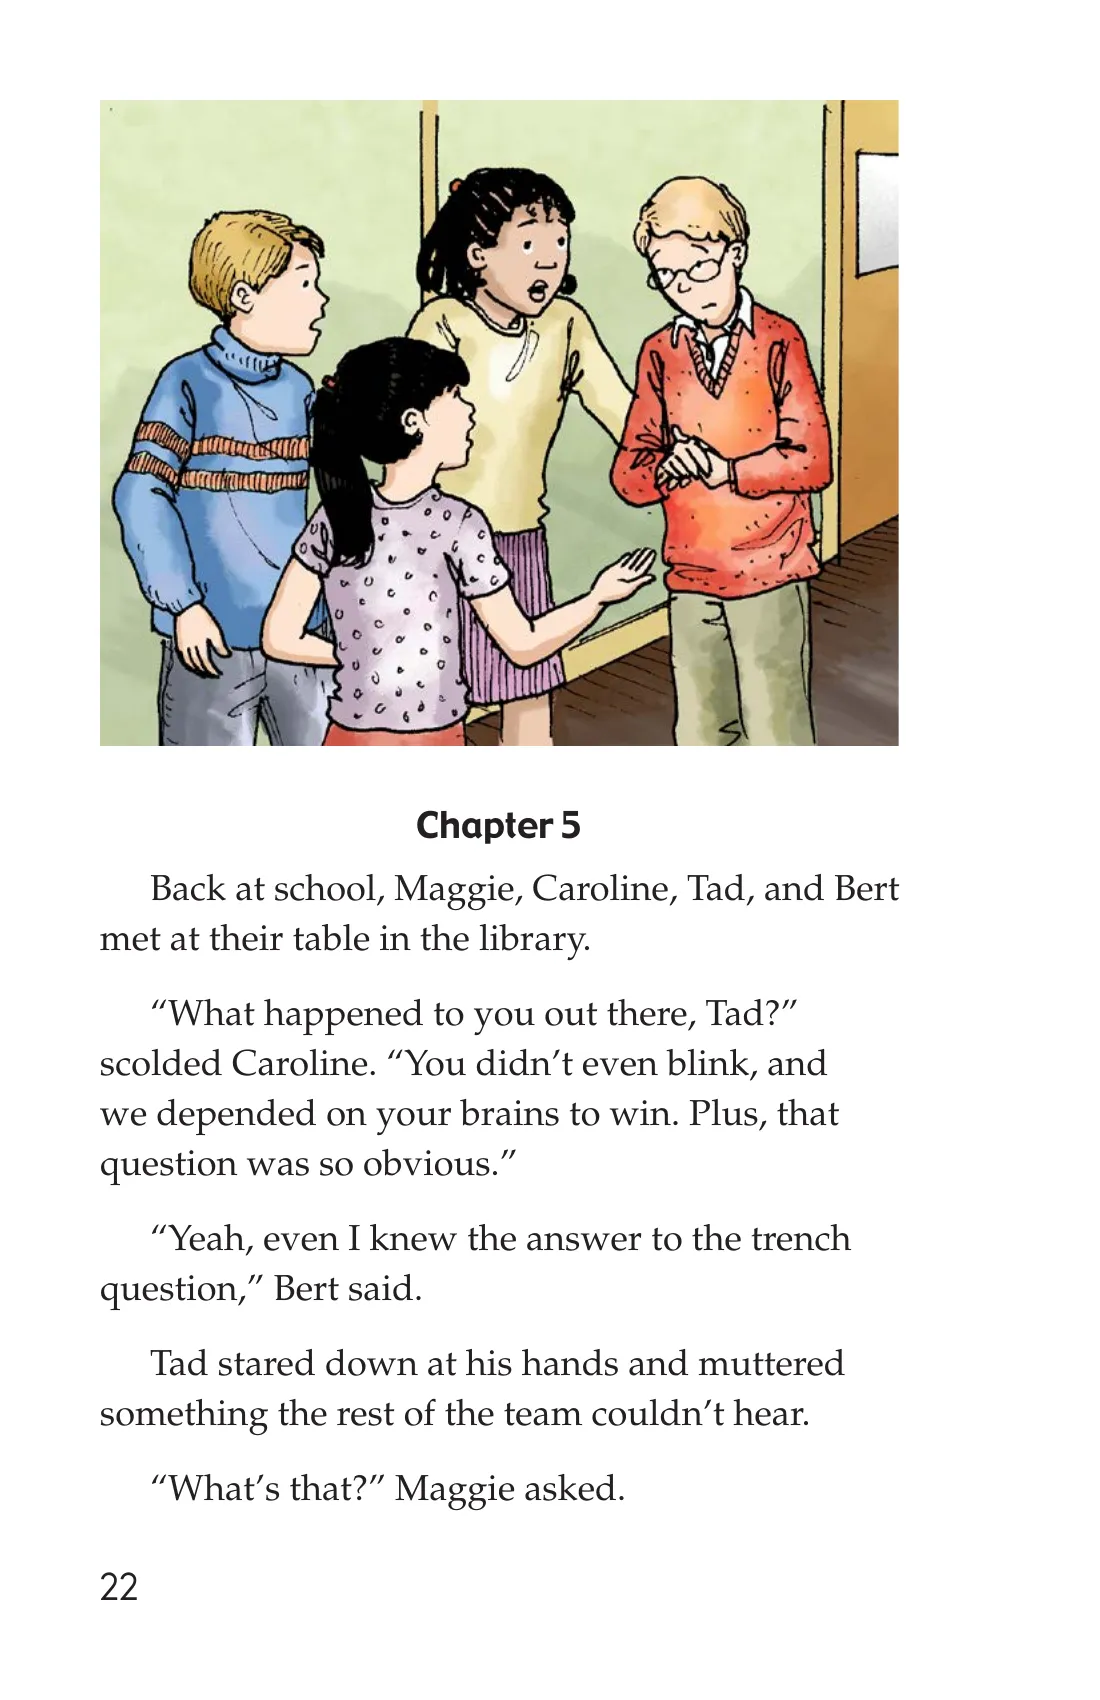 Chapter 5
Back at school, Maggie, Caroline, Tad, and Bert
met at their table in the library.
“What happened to you out there, Tad?”
scolded Caroline. “You didn’t even blink, and
we depended on your brains to win. Plus, that
question was so obvious.”
“Yeah, even I knew the answer to the trench
question,” Bert said.
Tad stared down at his hands and muttered
something the rest of the team couldn’t hear.
“What’s that?” Maggie asked.
22